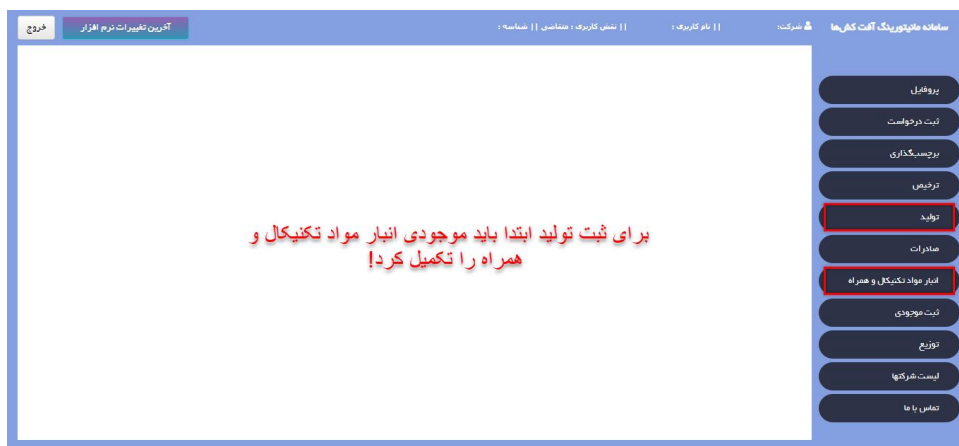 سامانه مانیتورینگ آفت کش‌ها
شرکت: || نام کاربری : || نقش کاربری : متقاضی || شناسه :
آخرین تغییرات نرم افزار
خروج
پروفایل
ثبت درخواست
برچسبگذاری
ترخیص
تولید
صادرات
انبار مواد تکنیکال و همراه
ثبت موجودی
توزیع
لیست شرکتها
تماس با ما
برای ثبت تولید ابتدا باید موجودی انبار مواد تکنیکال و
همراه را تکمیل کرد!